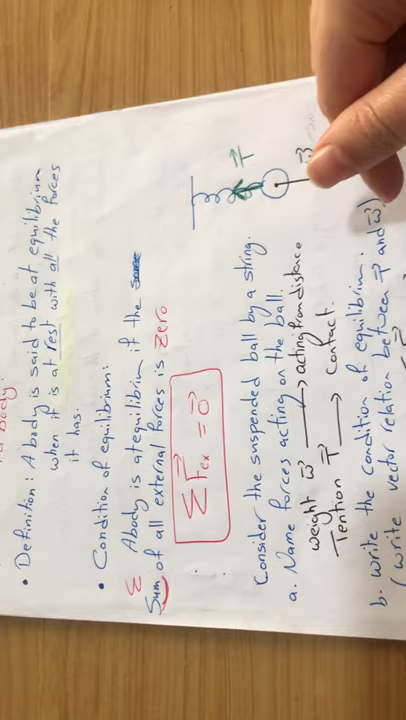 body.
• Definition: A body is said to be at equilibrium
when it is at rest with all the forces
it has.
• Condition of equilibrium:
Σ A body is at equilibrium if the
Sum of all external forces is zero
ΣF⃗ex = 0⃗
T⃗
w⃗
Consider the suspended ball by a string.
a. Name forces acting on the ball.
weight w⃗ → acting from distance
Tention T⃗ → contact.
b. write the condition of equilibrium.
(write vector relation between T⃗ and w⃗)